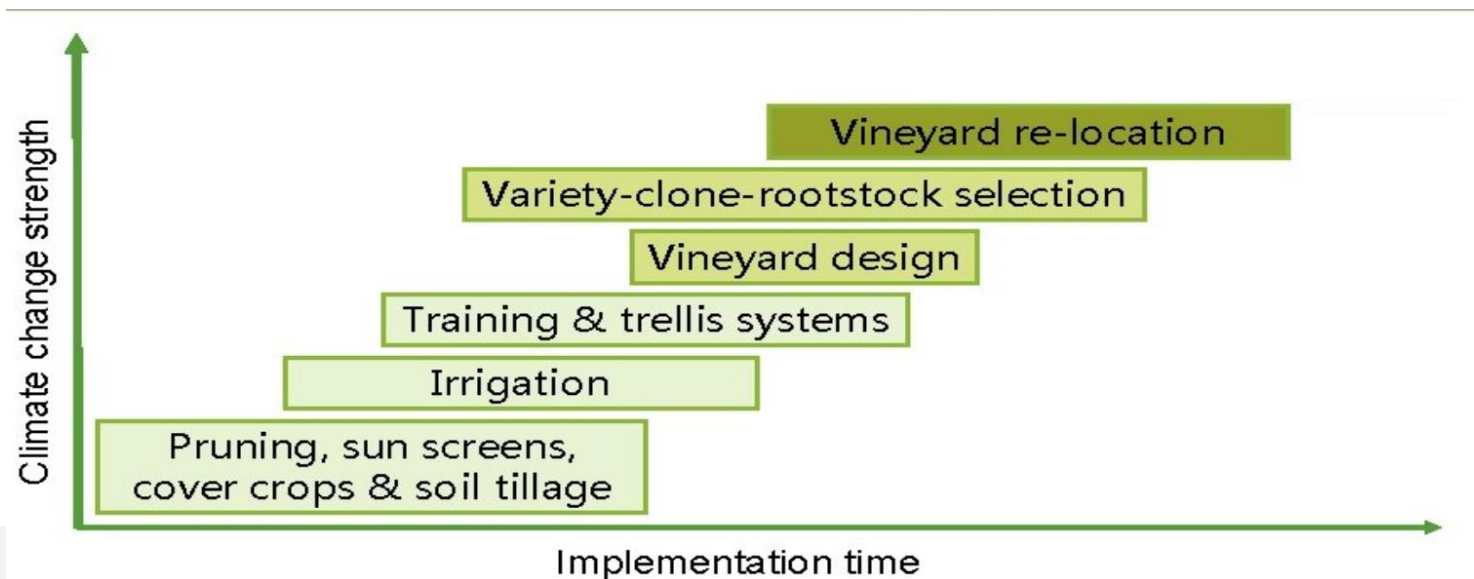 Climate change strength
Vineyard re-location
Variety-clone-rootstock selection
Vineyard design
Training & trellis systems
Irrigation
Pruning, sun screens,
cover crops & soil tillage
Implementation time